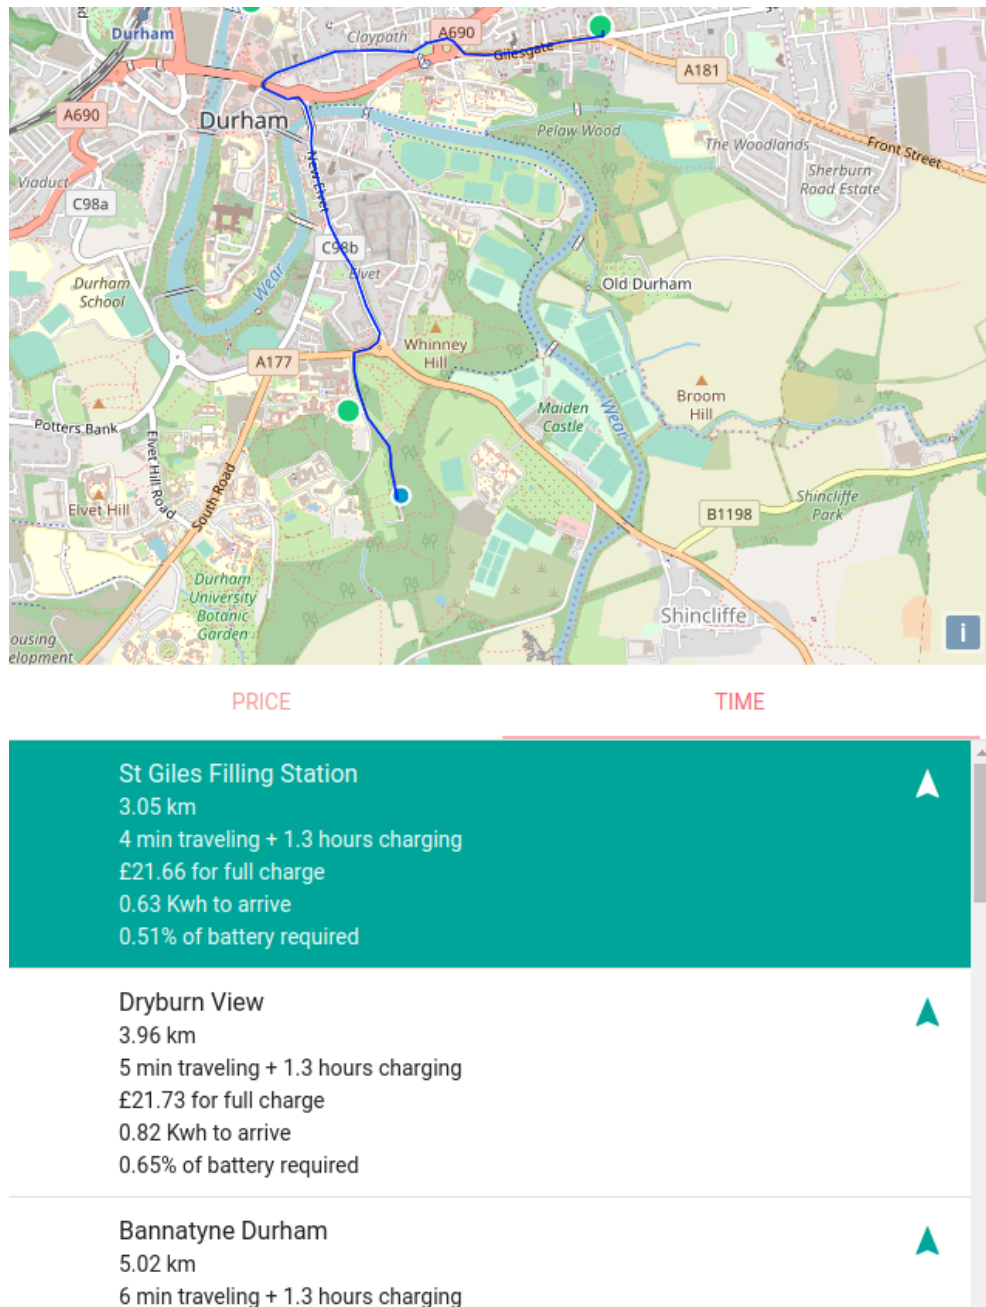 Durham
Claypath
A690
Gilesgate
A181
A690
Durham
Pelaw Wood
The Woodlands
Front Street
Sherburn
Road Estate
Viaduct
C98a
New Elvet
C98b
Elvet
Wear
Durham
School
Old Durham
Whinney
Hill
A177
Broom
Hill
Maiden
Castle
Wear
Potters Bank
Elvet Hill Road
South Road
Elvet Hill
B1198
Shincliffe
Park
Durham
University
Botanic
Garden
Shincliffe
ousing
elopment
i
PRICE
TIME
St Giles Filling Station
3.05 km
4 min traveling + 1.3 hours charging
£21.66 for full charge
0.63 Kwh to arrive
0.51% of battery required
Dryburn View
3.96 km
5 min traveling + 1.3 hours charging
£21.73 for full charge
0.82 Kwh to arrive
0.65% of battery required
Bannatyne Durham
5.02 km
6 min traveling + 1.3 hours charging